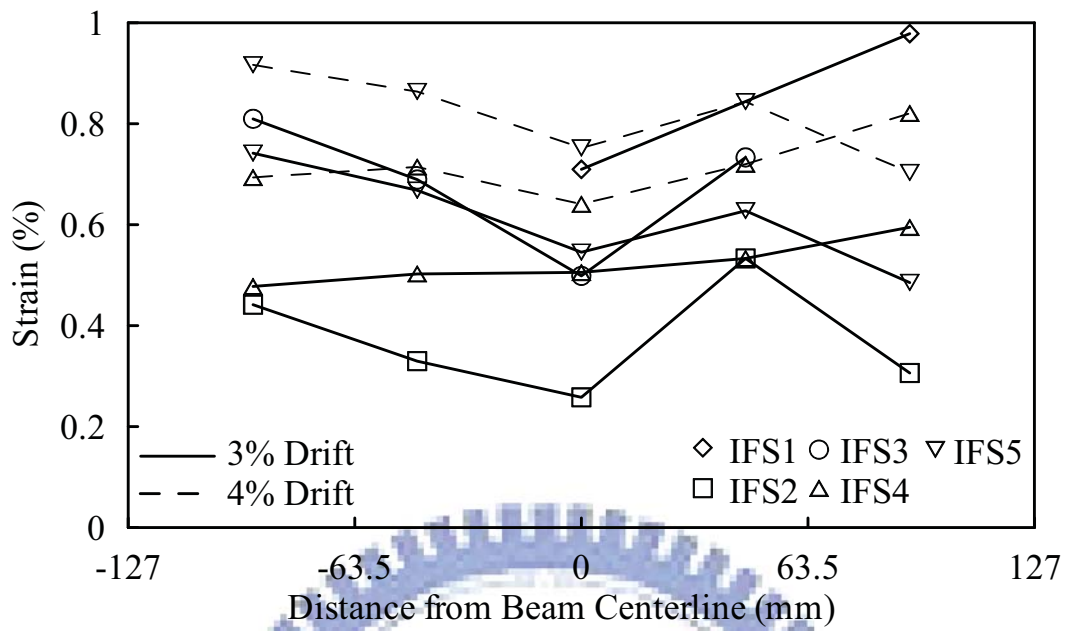 1
0.8
0.6
0.4
0.2
0
Strain (%)
3% Drift
4% Drift
IFS1 IFS3 IFS5
IFS2 IFS4
-127 -63.5 0 63.5 127
Distance from Beam Centerline (mm)